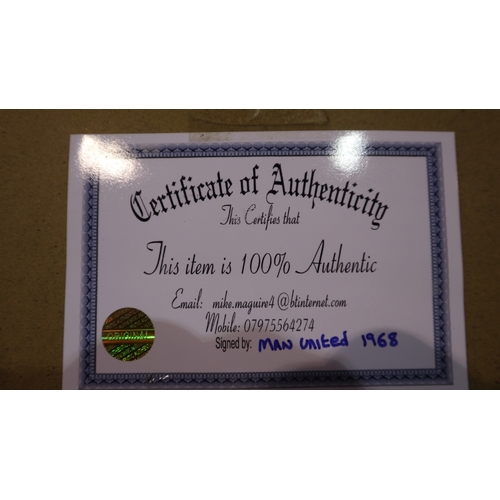 Certificate of Authenticity
This Certifies that
This item is 100% Authentic
Email: mike.maguire4@btinternet.com
Mobile: 07975564274
Signed by: MAN UNITED 1968
ORIGINAL